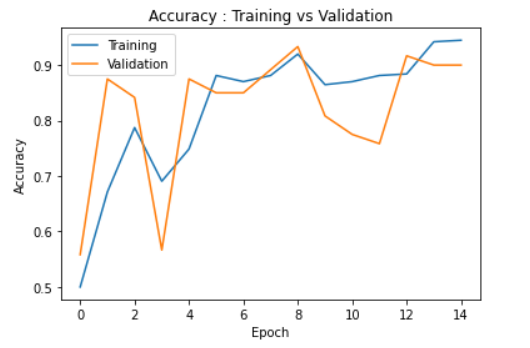 Accuracy : Training vs Validation
Training
Validation
0.9
0.8
0.7
0.6
0.5
Accuracy
0 2 4 6 8 10 12 14
Epoch